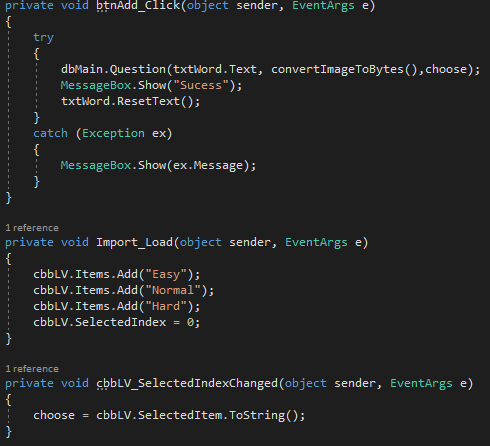 private void btnAdd_Click(object sender, EventArgs e)
{
try
{
dbMain.Question(txtWord.Text, convertImageToBytes(),choose);
MessageBox.Show("Sucess");
txtWord.ResetText();
}
catch (Exception ex)
{
MessageBox.Show(ex.Message);
}
}
1 reference
private void Import_Load(object sender, EventArgs e)
{
cbbLV.Items.Add("Easy");
cbbLV.Items.Add("Normal");
cbbLV.Items.Add("Hard");
cbbLV.SelectedIndex = 0;
}
1 reference
private void cbbLV_SelectedIndexChanged(object sender, EventArgs e)
{
choose = cbbLV.SelectedItem.ToString();
}